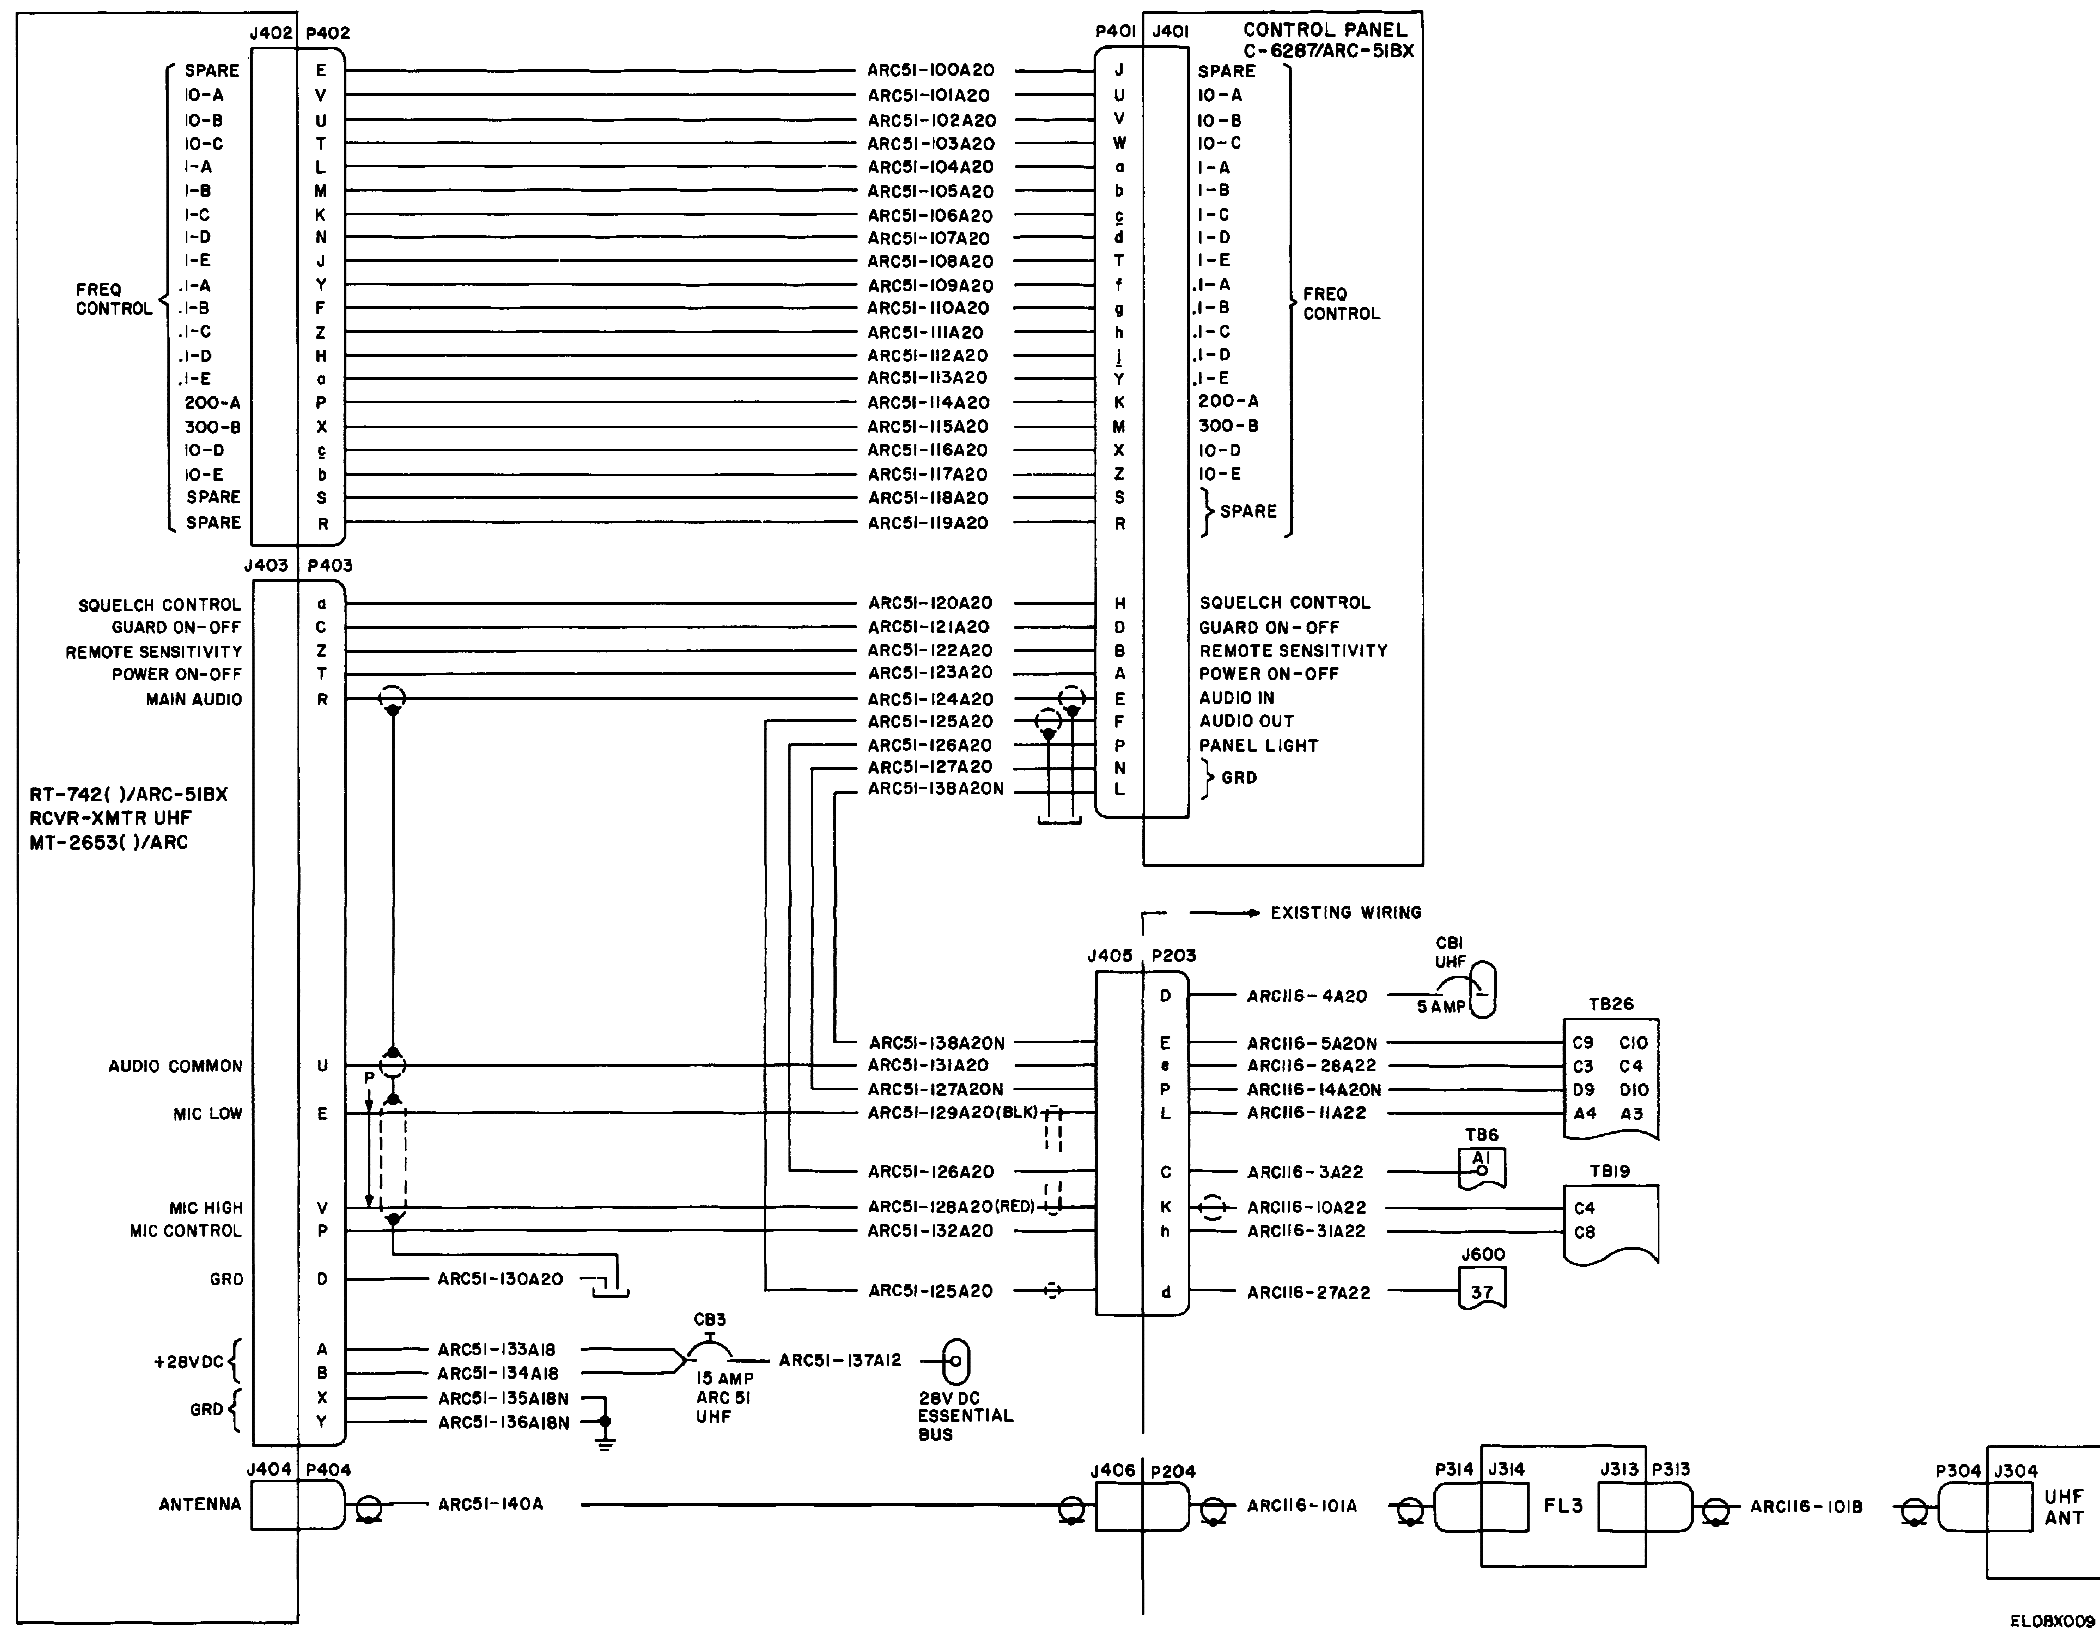 J402 P402
P401 J401
CONTROL PANEL
C-6287/ARC-51BX
SPARE E ARC51-100A20 J SPARE
10-A V ARC51-101A20 U 10-A
10-B U ARC51-102A20 V 10-B
10-C T ARC51-103A20 W 10-C
1-A L ARC51-104A20 a 1-A
1-B M ARC51-105A20 b 1-B
1-C K ARC51-106A20 c 1-C
1-D N ARC51-107A20 d 1-D
1-E J ARC51-108A20 T 1-E
.1-A Y ARC51-109A20 f .1-A
.1-B F ARC51-110A20 g .1-B
.1-C Z ARC51-111A20 h .1-C
.1-D H ARC51-112A20 i .1-D
.1-E a ARC51-113A20 Y .1-E
200-A P ARC51-114A20 K 200-A
300-B X ARC51-115A20 M 300-B
10-D c ARC51-116A20 X 10-D
10-E b ARC51-117A20 Z 10-E
SPARE S ARC51-118A20 S
SPARE R ARC51-119A20 R
SPARE
FREQ
CONTROL
FREQ
CONTROL
J403 P403
SQUELCH CONTROL d ARC51-120A20 H SQUELCH CONTROL
GUARD ON-OFF C ARC51-121A20 D GUARD ON-OFF
REMOTE SENSITIVITY Z ARC51-122A20 B REMOTE SENSITIVITY
POWER ON-OFF T ARC51-123A20 A POWER ON-OFF
MAIN AUDIO R ARC51-124A20 E AUDIO IN
ARC51-125A20 F AUDIO OUT
ARC51-126A20 P PANEL LIGHT
ARC51-127A20 N
ARC51-138A20N L
GRD
RT-742( )/ARC-51BX
RCVR-XMTR UHF
MT-2653( )/ARC
EXISTING WIRING
J405 P203
CB1
UHF
D ARC116-4A20 5 AMP
TB26
ARC51-138A20N E ARC116-5A20N C9 C10
AUDIO COMMON U ARC51-131A20 e ARC116-28A22 C3 C4
P
ARC51-127A20N P ARC116-14A20N D9 D10
MIC LOW E ARC51-129A20(BLK) L ARC116-11A22 A4 A3
TB6
A1
ARC51-126A20 C ARC116-3A22
TB19
MIC HIGH V ARC51-128A20(RED) K ARC116-10A22 C4
MIC CONTROL P ARC51-132A20 h ARC116-31A22 C8
J600
GRD D ARC51-130A20
ARC51-125A20 d ARC116-27A22 37
CB3
+28VDC
A ARC51-133A18
ARC51-137A12
B ARC51-134A18
15 AMP
ARC 51
UHF
28V DC
ESSENTIAL
BUS
GRD
X ARC51-135A18N
Y ARC51-136A18N
J404 P404 J406 P204 P314 J314 J313 P313 P304 J304
ANTENNA ARC51-140A ARC116-101A FL3 ARC116-101B
UHF
ANT
EL0BX009